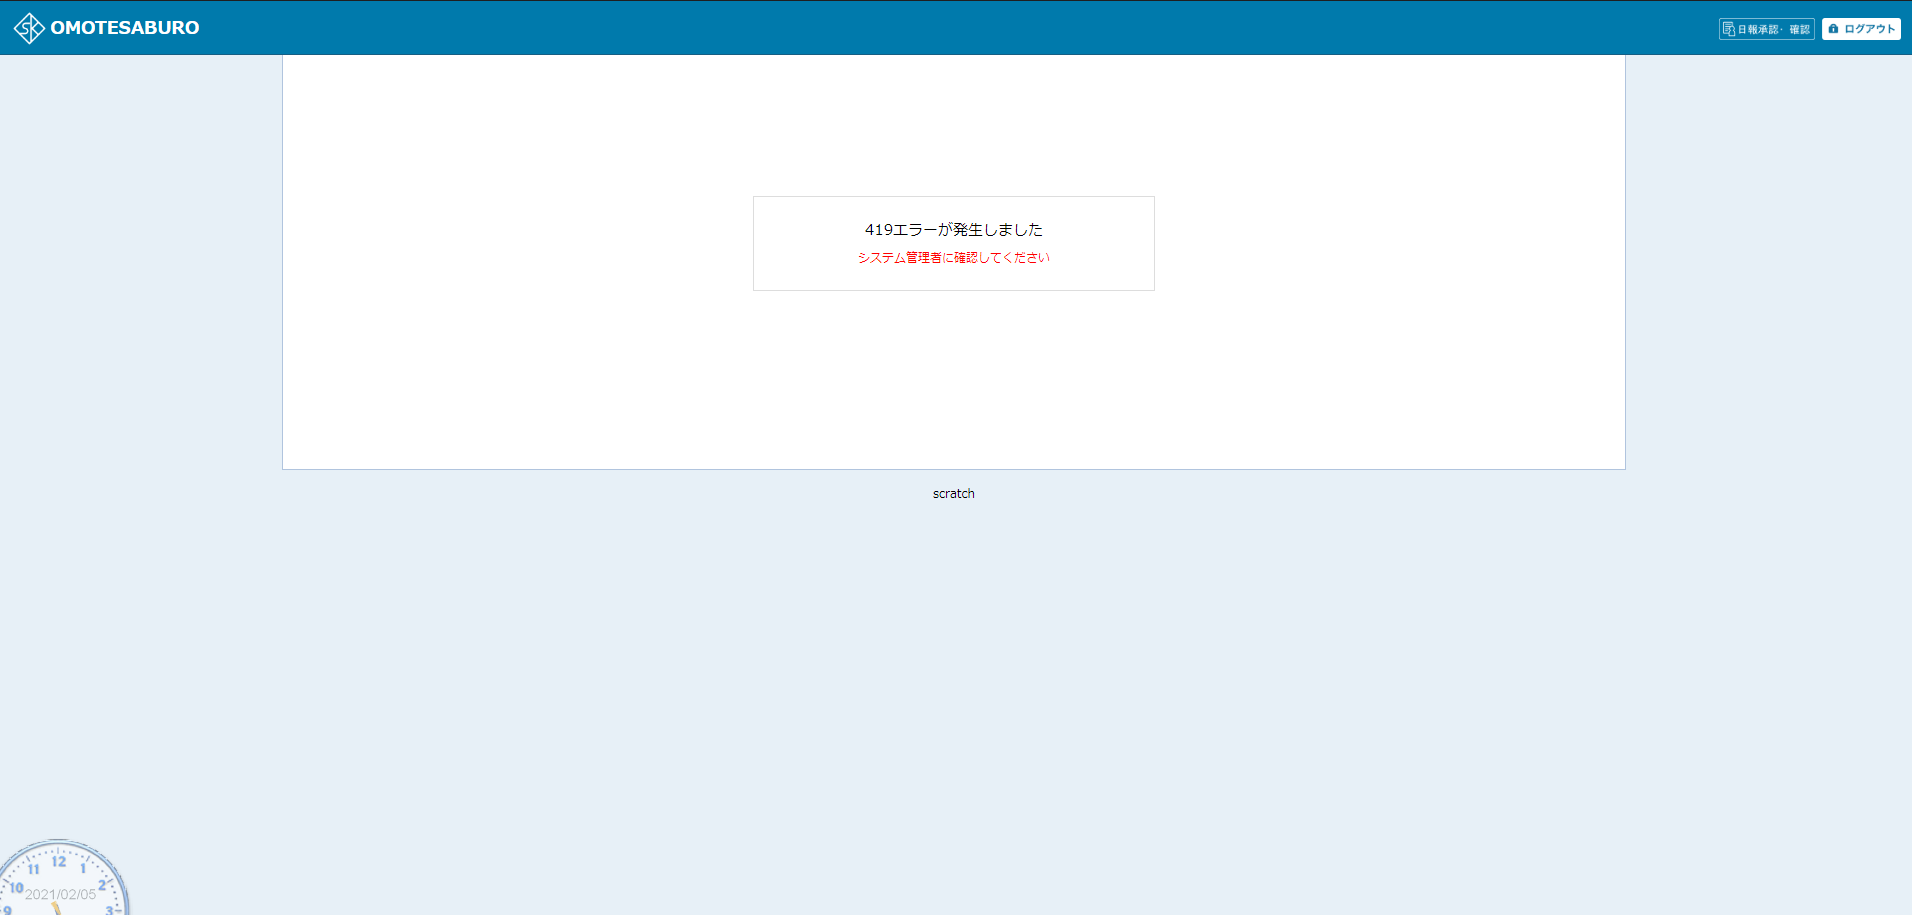 OMOTESABURO
日報承認・確認
ログアウト
419エラーが発生しました
システム管理者に確認してください
scratch
11 12 1
10 2
2021/02/05
9 3